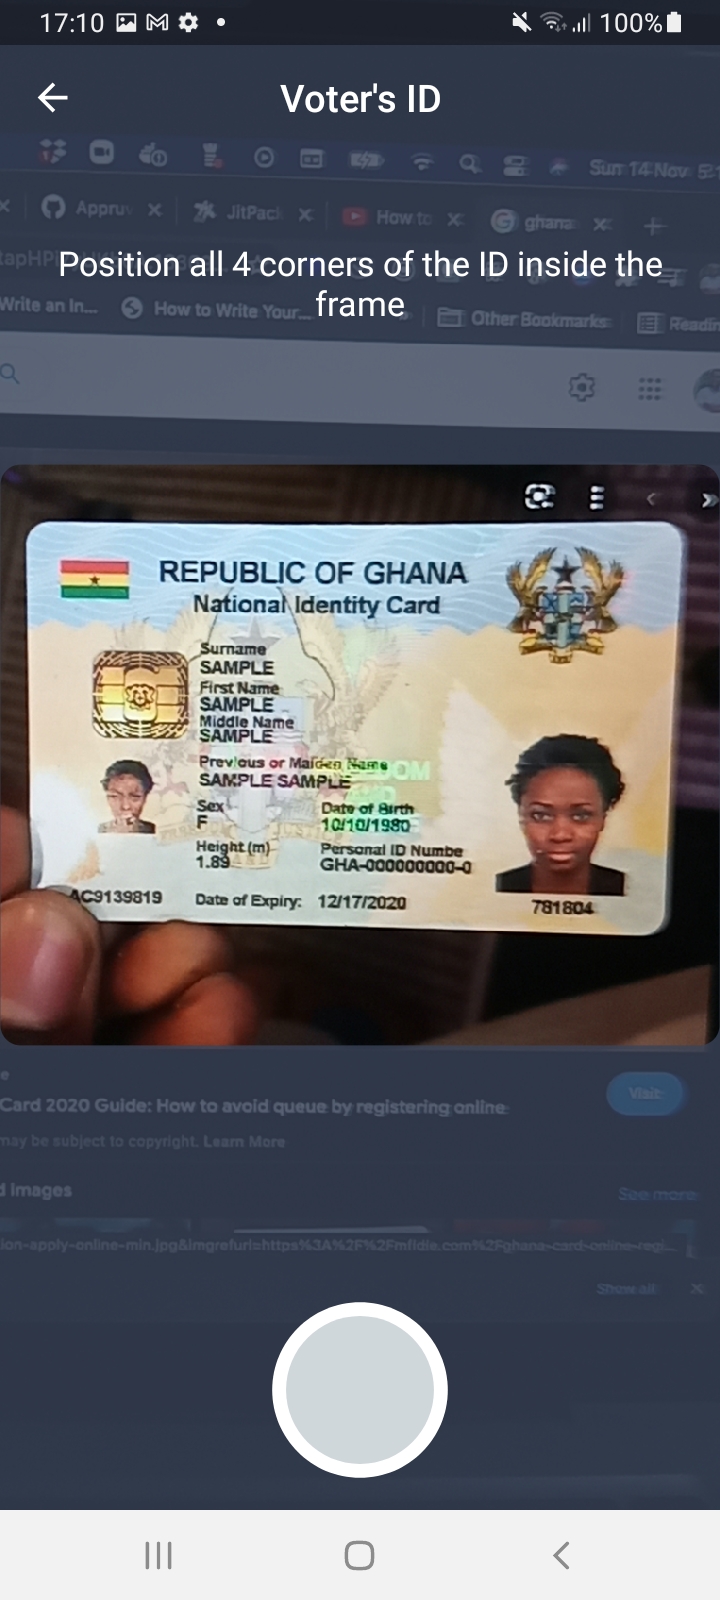 17:10
100%
Voter's ID
Sun 14 Nov
JitPack
How to
ghana
Position all 4 corners of the ID inside the
frame
Write an In...
How to Write Your...
Other Bookmarks
REPUBLIC OF GHANA
National Identity Card
Surname
SAMPLE
First Name
SAMPLE
Middle Name
SAMPLE
Previous or Maiden Name
SAMPLE SAMPLE
Sex
F
Date of Birth
10/10/1980
Height (m)
1.89
Personal ID Numbe
GHA-000000000-0
AC9139819
Date of Expiry: 12/17/2020
781804
Card 2020 Guide: How to avoid queue by registering online
Visit
may be subject to copyright. Learn More
d Images
See more
ion-apply-online-min.jpg&imgrefurl=https%3A%2F%2Fmfidie.com%2Fghana-card-online-regi...
Show all